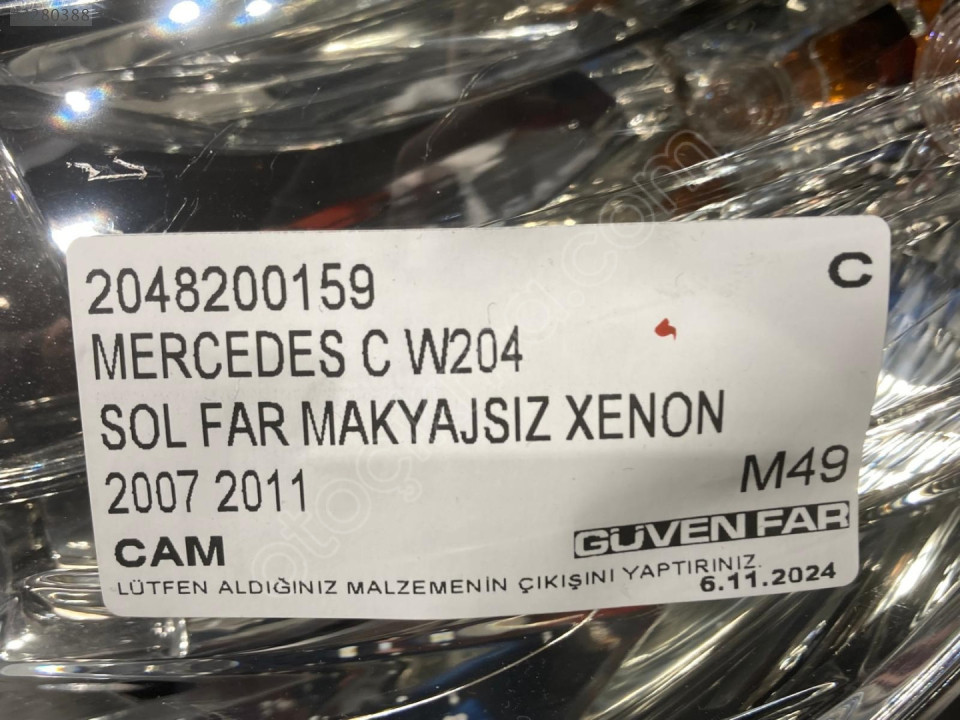 2048200159
C
MERCEDES C W204
SOL FAR MAKYAJSIZ XENON
2007 2011
M49
CAM
GÜVEN FAR
LÜTFEN ALDIĞINIZ MALZEMENİN ÇIKIŞINI YAPTIRINIZ.
6.11.2024